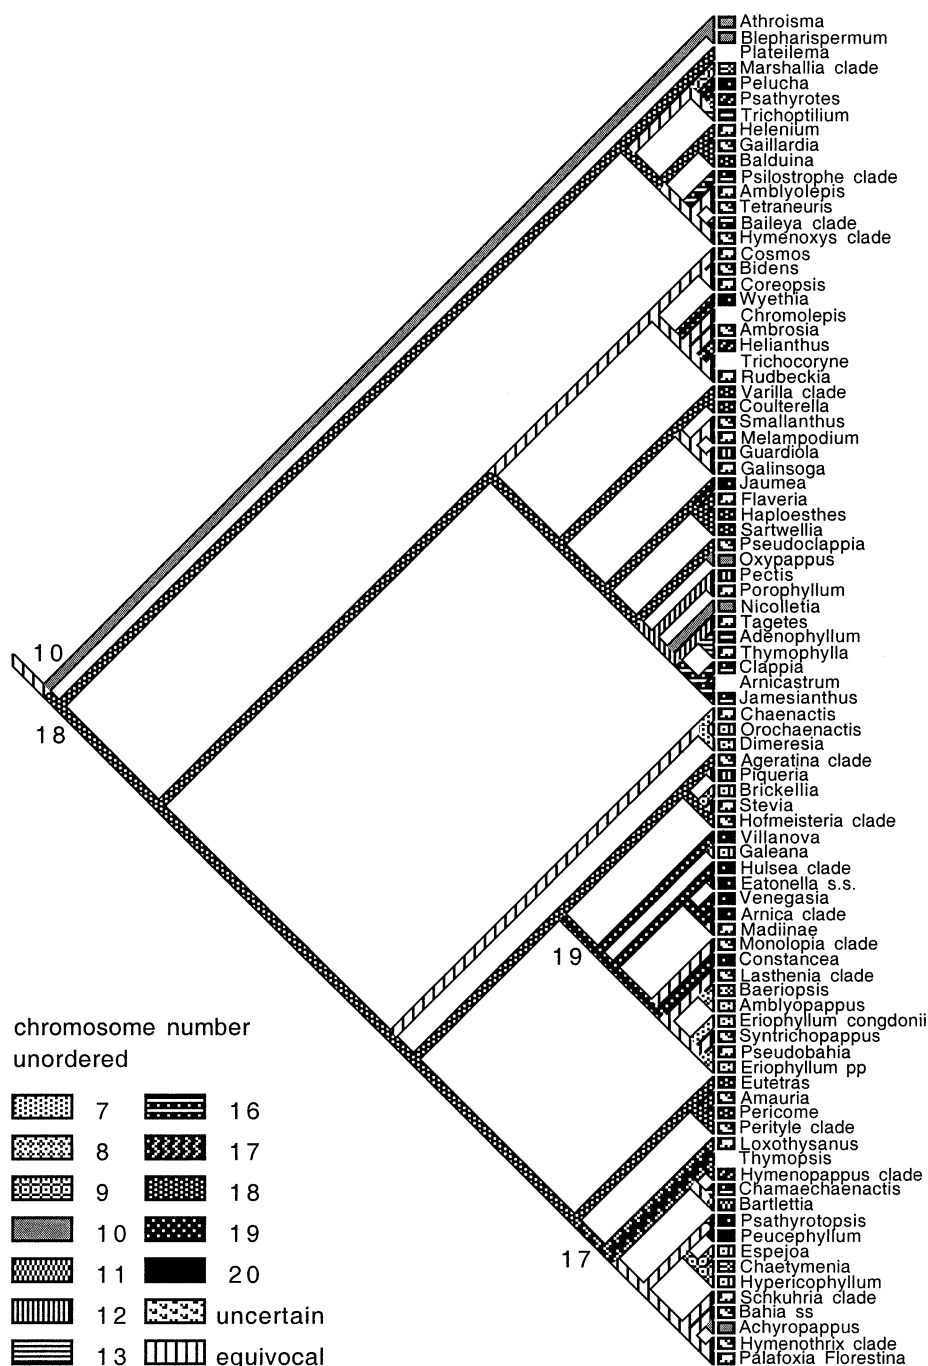 Athroisma
Blepharispermum
Plateilema
Marshallia clade
Pelucha
Psathyrotes
Trichoptilium
Helenium
Gaillardia
Balduina
Psilostrophe clade
Amblyolepis
Tetraneuris
Baileya clade
Hymenoxys clade
Cosmos
Bidens
Coreopsis
Wyethia
Chromolepis
Ambrosia
Helianthus
Trichocoryne
Rudbeckia
Varilla clade
Coulterella
Smallanthus
Melampodium
Guardiola
Galinsoga
Jaumea
Flaveria
Haploesthes
Sartwellia
Pseudoclappia
Oxypappus
Pectis
Porophyllum
Nicolletia
Tagetes
Adenophyllum
Thymophylla
Clappia
Arnicastrum
Jamesianthus
Chaenactis
Orochaenactis
Dimeresia
Ageratina clade
Piqueria
Brickellia
Stevia
Hofmeisteria clade
Villanova
Galeana
Hulsea clade
Eatonella s.s.
Venegasia
Arnica clade
Madiinae
Monolopia clade
Constancea
Lasthenia clade
Baeriopsis
Amblyopappus
Eriophyllum congdonii
Syntrichopappus
Pseudobahia
Eriophyllum pp
Eutetras
Amauria
Pericome
Perityle clade
Loxothysanus
Thymopsis
Hymenopappus clade
Chamaechaenactis
Bartlettia
Psathyrotopsis
Peucephyllum
Espejoa
Chaetymenia
Hypericophyllum
Schkuhria clade
Bahia ss
Achyropappus
Hymenothrix clade
Palafoxia Florestina
10
18
19
17
chromosome number
unordered
7 16
8 17
9 18
10 19
11 20
12 uncertain
13 equivocal